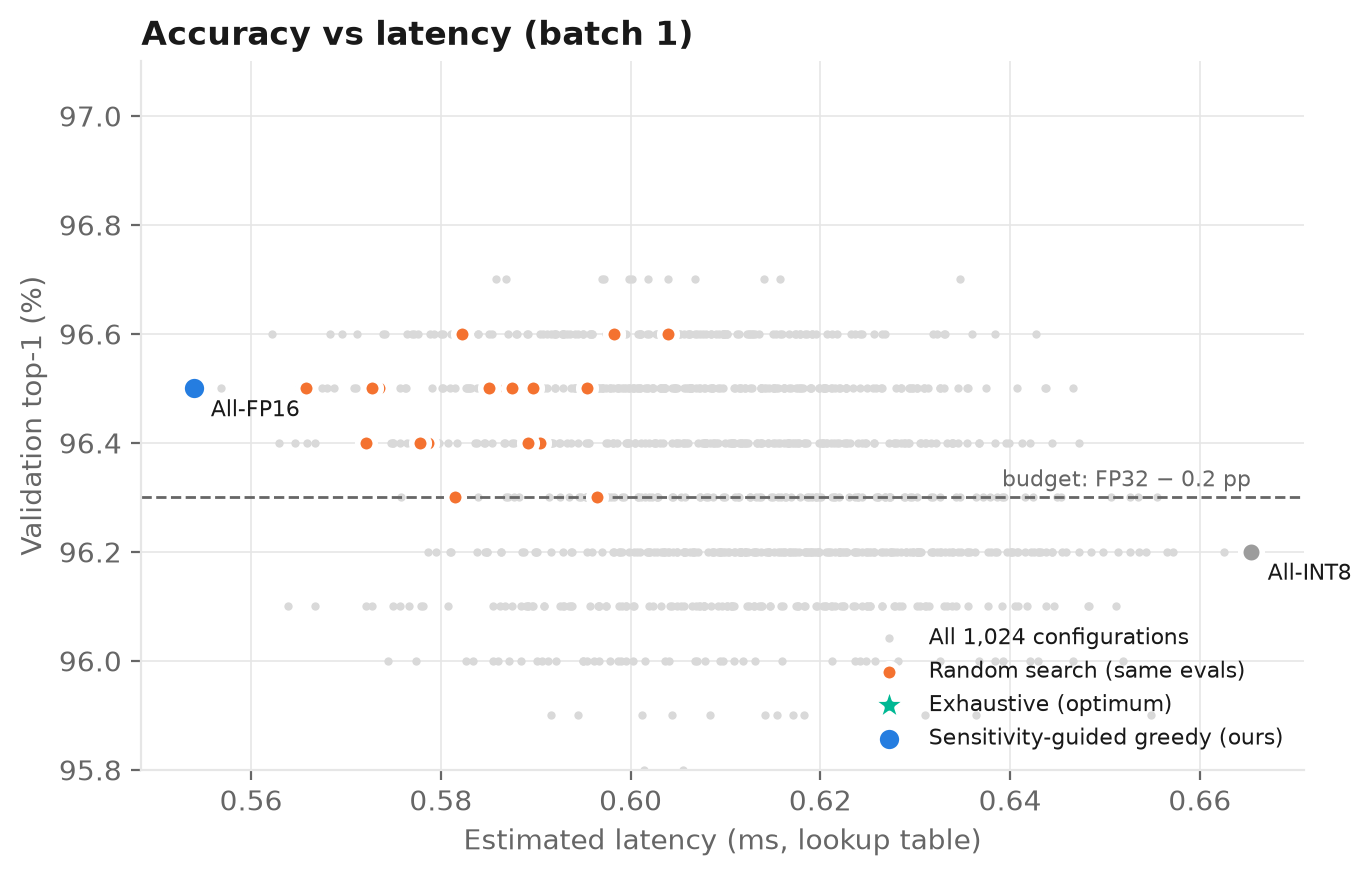 Accuracy vs latency (batch 1)
Validation top-1 (%)
97.0
96.8
96.6
96.4
96.2
96.0
95.8
All-FP16
budget: FP32 − 0.2 pp
All-INT8
All 1,024 configurations
Random search (same evals)
Exhaustive (optimum)
Sensitivity-guided greedy (ours)
0.56 0.58 0.60 0.62 0.64 0.66
Estimated latency (ms, lookup table)